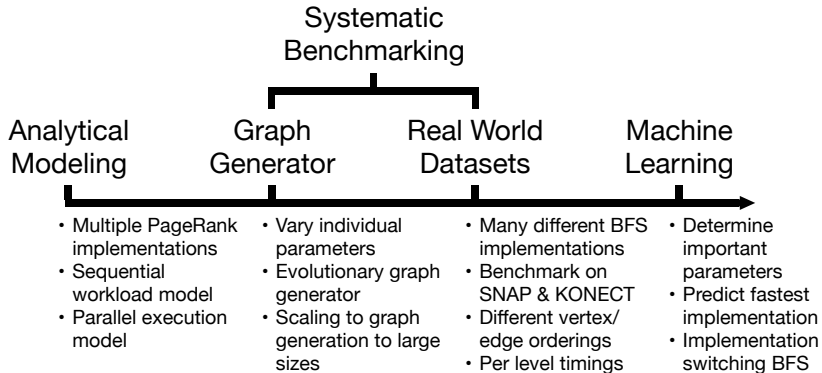 Systematic
Benchmarking
Analytical
Modeling
Graph
Generator
Real World
Datasets
Machine
Learning
• Multiple PageRank
implementations
• Sequential
workload model
• Parallel execution
model
• Vary individual
parameters
• Evolutionary graph
generator
• Scaling to graph
generation to large
sizes
• Many different BFS
implementations
• Benchmark on
SNAP & KONECT
• Different vertex/
edge orderings
• Per level timings
• Determine
important
parameters
• Predict fastest
implementation
• Implementation
switching BFS